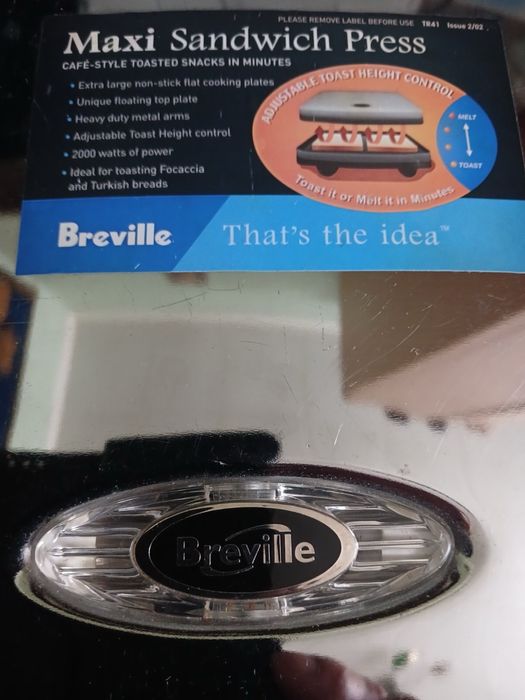 PLEASE REMOVE LABEL BEFORE USE TR41 Issue 2/02
Maxi Sandwich Press
CAFÉ-STYLE TOASTED SNACKS IN MINUTES
• Extra large non-stick flat cooking plates
• Unique floating top plate
• Heavy duty metal arms
• Adjustable Toast Height control
• 2000 watts of power
• Ideal for toasting Focaccia
and Turkish breads
ADJUSTABLE TOAST HEIGHT CONTROL
MELT
TOAST
Toast it or Melt it in Minutes
Breville That's the idea™
Breville